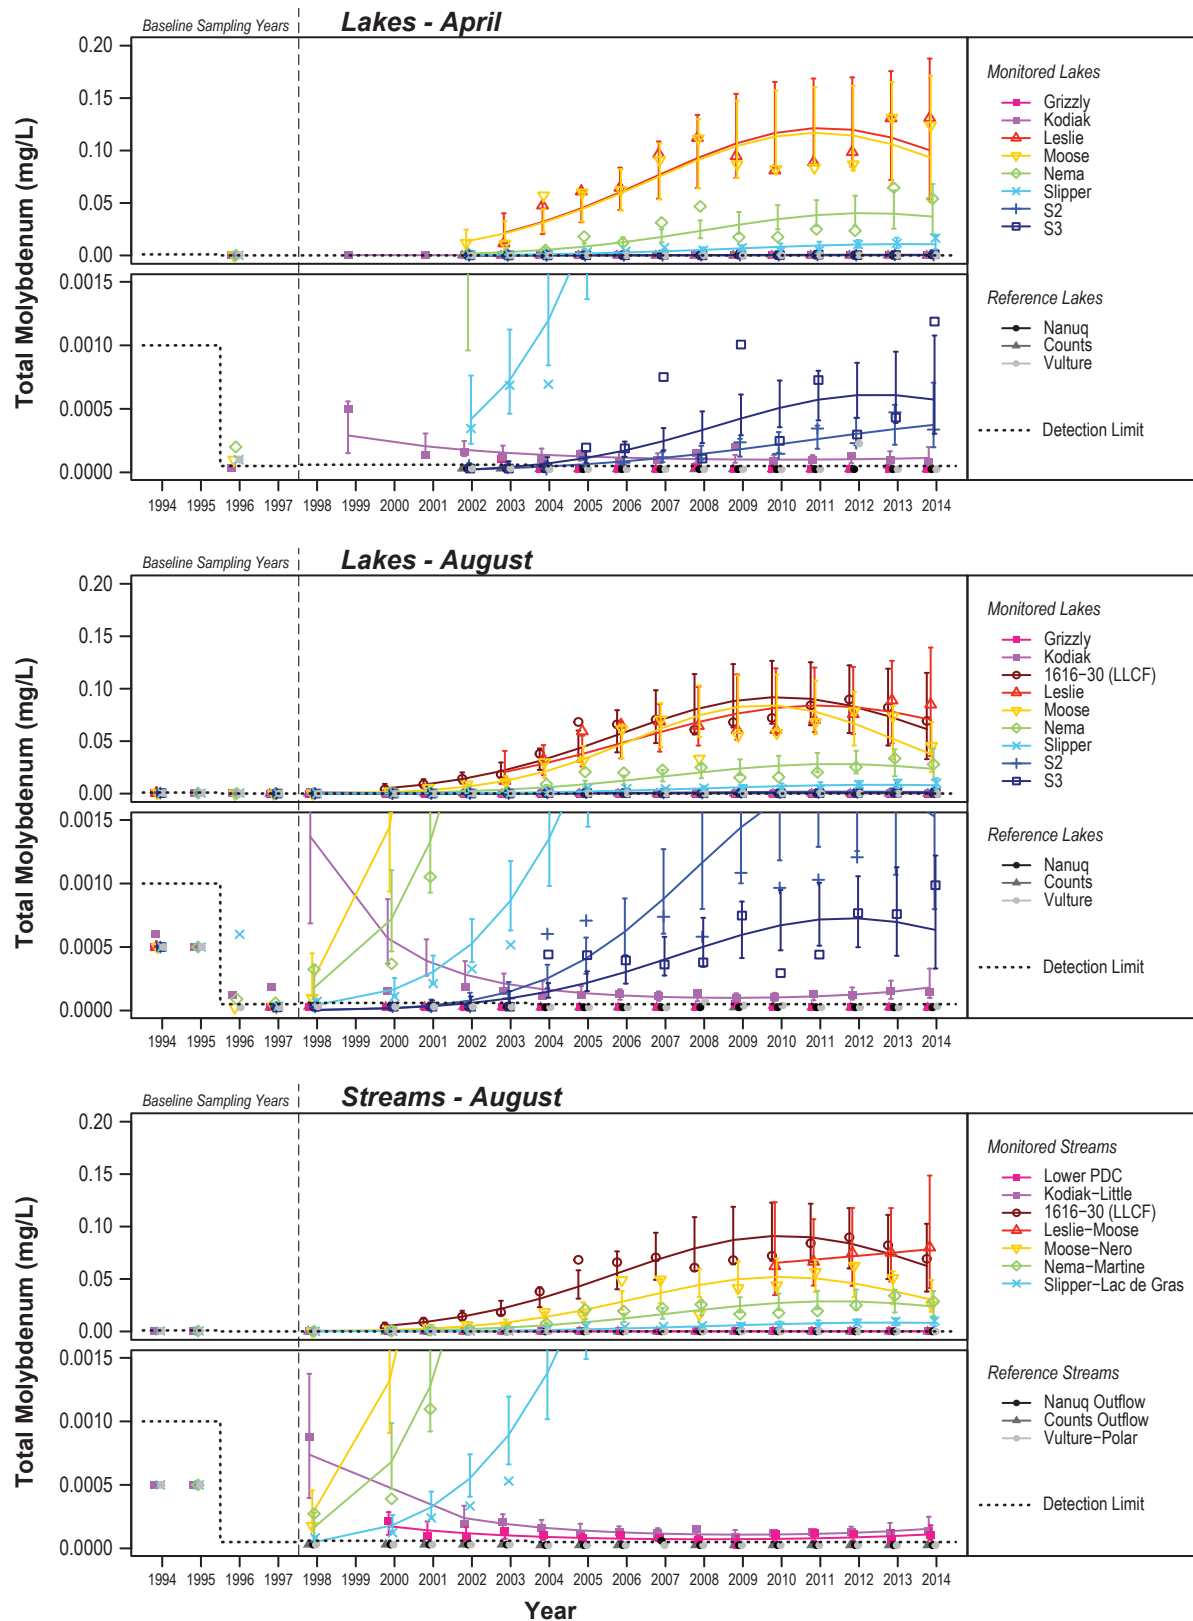 Baseline Sampling Years
Lakes - April
Total Molybdenum (mg/L)
0.20
0.15
0.10
0.05
0.00
0.0015
0.0010
0.0005
0.0000
1994 1995 1996 1997 1998 1999 2000 2001 2002 2003 2004 2005 2006 2007 2008 2009 2010 2011 2012 2013 2014
Monitored Lakes
Grizzly
Kodiak
Leslie
Moose
Nema
Slipper
S2
S3
Reference Lakes
Nanuq
Counts
Vulture
Detection Limit
Baseline Sampling Years
Lakes - August
Total Molybdenum (mg/L)
0.20
0.15
0.10
0.05
0.00
0.0015
0.0010
0.0005
0.0000
1994 1995 1996 1997 1998 1999 2000 2001 2002 2003 2004 2005 2006 2007 2008 2009 2010 2011 2012 2013 2014
Monitored Lakes
Grizzly
Kodiak
1616−30 (LLCF)
Leslie
Moose
Nema
Slipper
S2
S3
Reference Lakes
Nanuq
Counts
Vulture
Detection Limit
Baseline Sampling Years
Streams - August
Total Molybdenum (mg/L)
0.20
0.15
0.10
0.05
0.00
0.0015
0.0010
0.0005
0.0000
1994 1995 1996 1997 1998 1999 2000 2001 2002 2003 2004 2005 2006 2007 2008 2009 2010 2011 2012 2013 2014
Year
Monitored Streams
Lower PDC
Kodiak−Little
1616−30 (LLCF)
Leslie−Moose
Moose−Nero
Nema−Martine
Slipper−Lac de Gras
Reference Streams
Nanuq Outflow
Counts Outflow
Vulture−Polar
Detection Limit